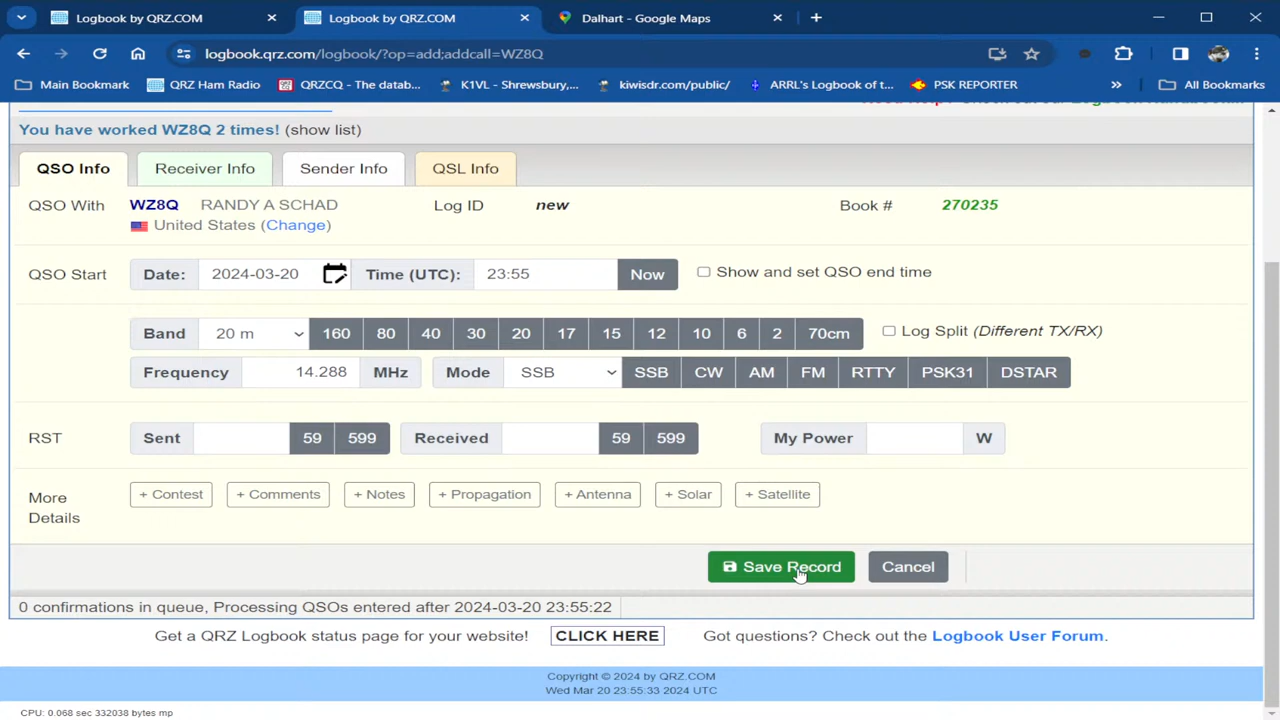 Logbook by QRZ.COM
Logbook by QRZ.COM
Dalhart - Google Maps
logbook.qrz.com/logbook/?op=add;addcall=WZ8Q
Main Bookmark
QRZ Ham Radio
QRZCQ - The datab...
K1VL - Shrewsbury,...
kiwisdr.com/public/
ARRL's Logbook of t...
PSK REPORTER
All Bookmarks
You have worked WZ8Q 2 times! (show list)
QSO Info
Receiver Info
Sender Info
QSL Info
QSO With
WZ8Q RANDY A SCHAD
Log ID
new
Book #
270235
United States (Change)
QSO Start
Date:
2024-03-20
Time (UTC):
23:55
Now
Show and set QSO end time
Band
20 m
160
80
40
30
20
17
15
12
10
6
2
70cm
Log Split (Different TX/RX)
Frequency
14.288
MHz
Mode
SSB
SSB
CW
AM
FM
RTTY
PSK31
DSTAR
RST
Sent
59
599
Received
59
599
My Power
W
More
Details
+ Contest
+ Comments
+ Notes
+ Propagation
+ Antenna
+ Solar
+ Satellite
Save Record
Cancel
0 confirmations in queue, Processing QSOs entered after 2024-03-20 23:55:22
Get a QRZ Logbook status page for your website!
CLICK HERE
Got questions? Check out the Logbook User Forum.
Copyright © 2024 by QRZ.COM
Wed Mar 20 23:55:33 2024 UTC
CPU: 0.068 sec 332038 bytes mp